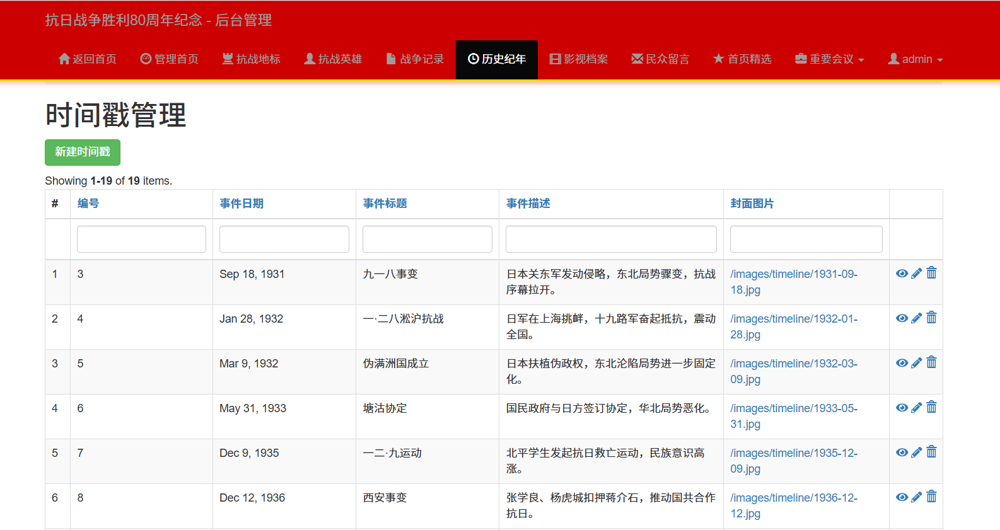 抗日战争胜利80周年纪念 - 后台管理
返回首页 管理首页 抗战地标 抗战英雄 战争记录 历史纪年 影视档案 民众留言 首页精选 重要会议 admin
时间戳管理
新建时间戳
Showing 1-19 of 19 items.
# 编号 事件日期 事件标题 事件描述 封面图片
1 3 Sep 18, 1931 九一八事变 日本关东军发动侵略，东北局势骤变，抗战 /images/timeline/1931-09-
序幕拉开。 18.jpg
2 4 Jan 28, 1932 一·二八淞沪抗战 日军在上海挑衅，十九路军奋起抵抗，震动 /images/timeline/1932-01-
全国。 28.jpg
3 5 Mar 9, 1932 伪满洲国成立 日本扶植伪政权，东北沦陷局势进一步固定 /images/timeline/1932-03-
化。 09.jpg
4 6 May 31, 1933 塘沽协定 国民政府与日方签订协定，华北局势恶化。 /images/timeline/1933-05-
31.jpg
5 7 Dec 9, 1935 一二·九运动 北平学生发起抗日救亡运动，民族意识高 /images/timeline/1935-12-
涨。 09.jpg
6 8 Dec 12, 1936 西安事变 张学良、杨虎城扣押蒋介石，推动国共合作 /images/timeline/1936-12-
抗日。 12.jpg